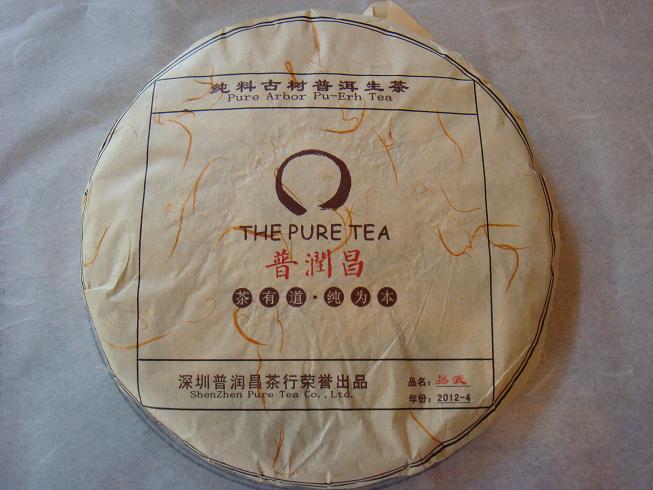 纯料古树普洱生茶
Pure Arbor Pu-Erh Tea
THE PURE TEA
普潤昌
茶有道·纯为本
深圳普润昌茶行荣誉出品
ShenZhen Pure Tea Co.,Ltd.
品名：易武
年份：2012-4